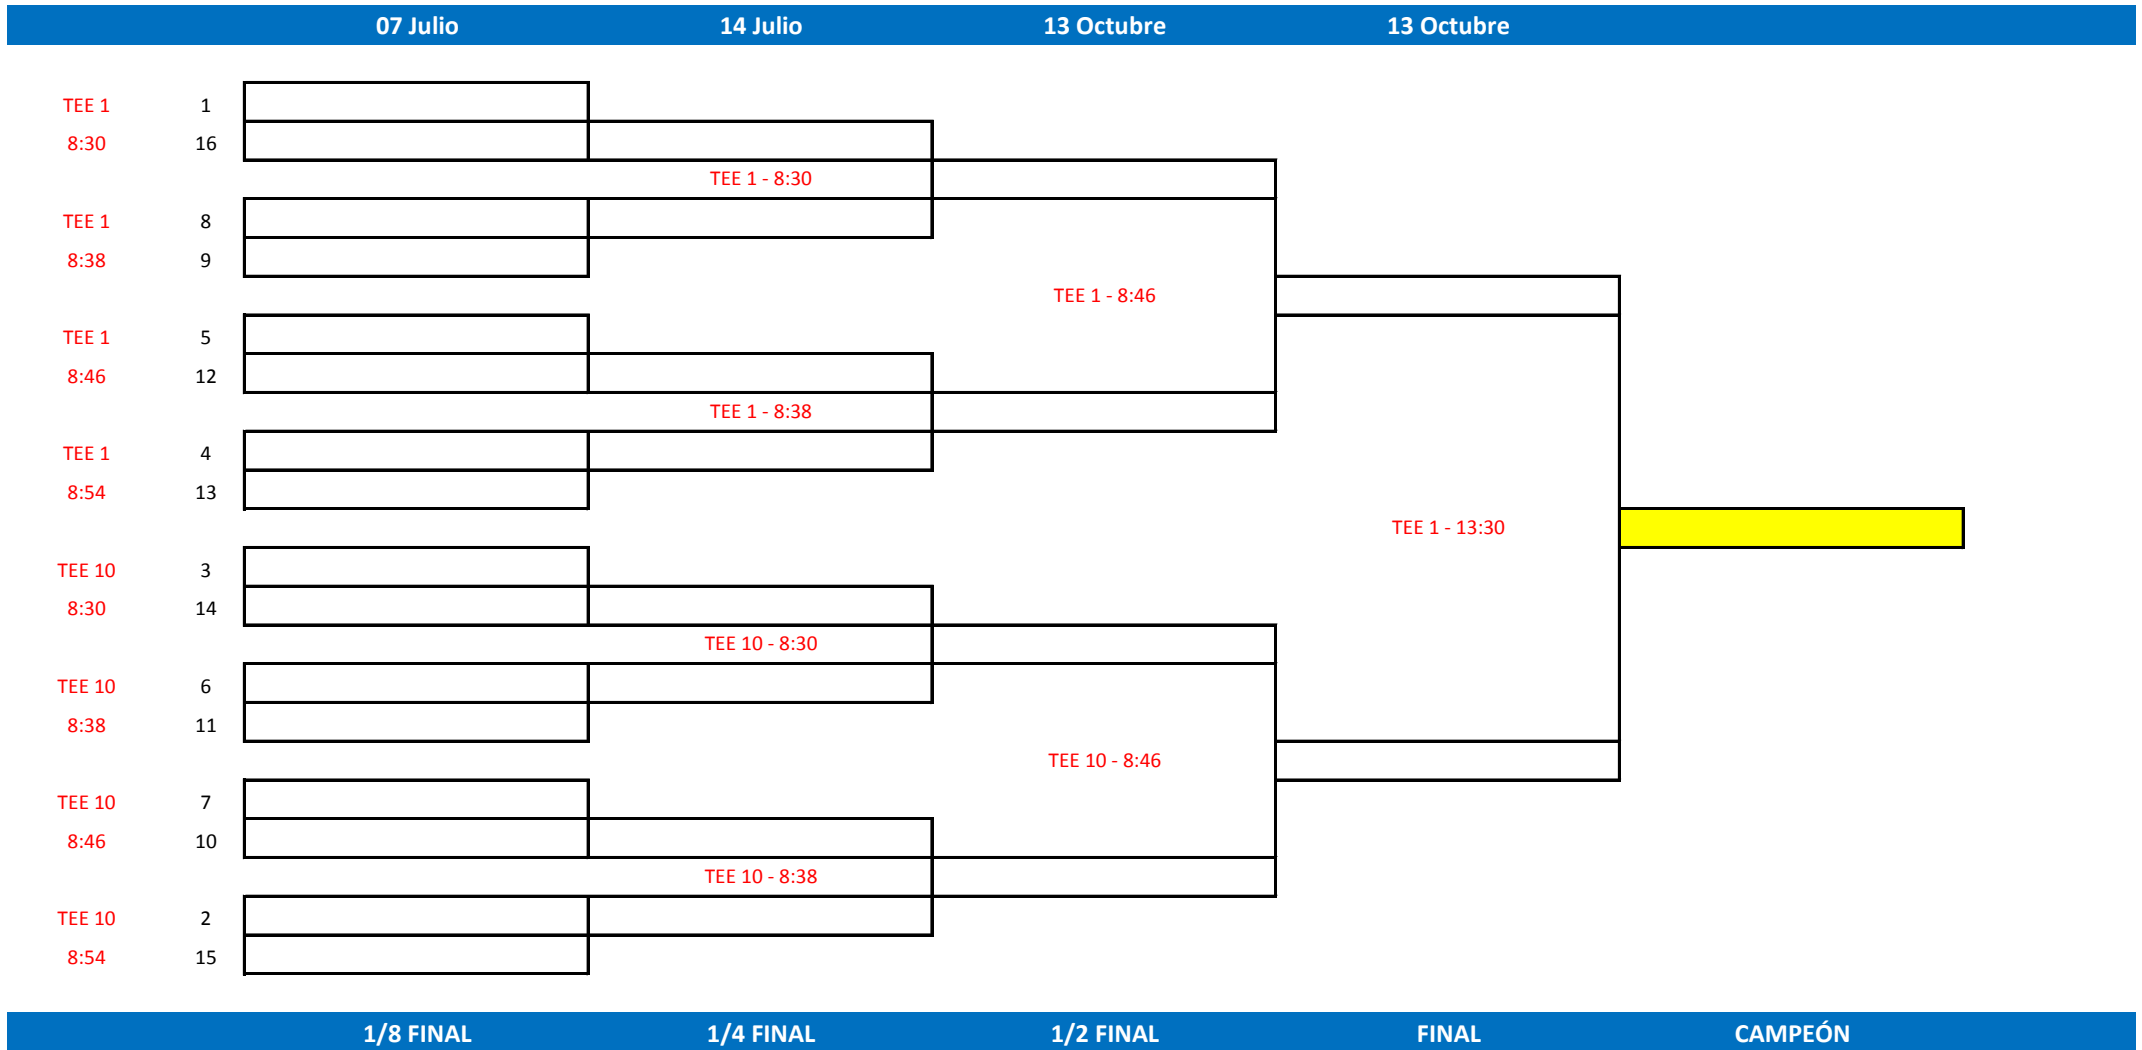 07 Julio 14 Julio 13 Octubre 13 Octubre
TEE 1 1
8:30 16
TEE 1 - 8:30
TEE 1 8
8:38 9
TEE 1 - 8:46
TEE 1 5
8:46 12
TEE 1 - 8:38
TEE 1 4
8:54 13
TEE 1 - 13:30
TEE 10 3
8:30 14
TEE 10 - 8:30
TEE 10 6
8:38 11
TEE 10 - 8:46
TEE 10 7
8:46 10
TEE 10 - 8:38
TEE 10 2
8:54 15
1/8 FINAL 1/4 FINAL 1/2 FINAL FINAL CAMPEÓN